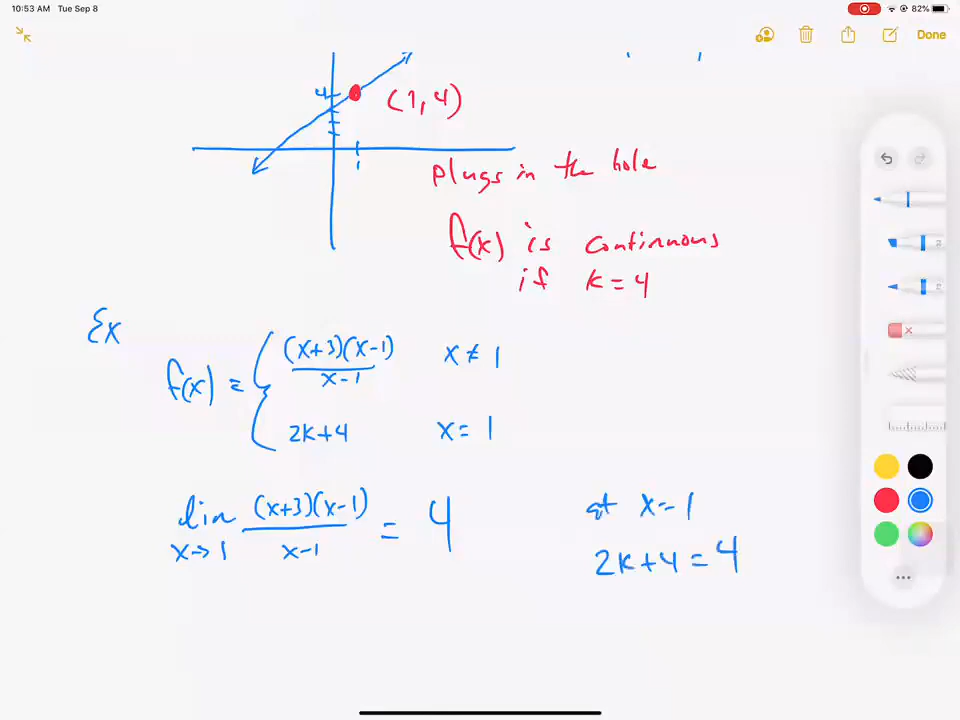 10:53 AM Tue Sep 8
82%
Done
4
(1, 4)
1
plugs in the hole
f(x) is continuous
if k = 4
Ex
f(x) = { (x+3)(x-1) / x-1   x ≠ 1
2k+4   x = 1
lim x→1 (x+3)(x-1) / x-1 = 4
at x=1
2k+4 = 4